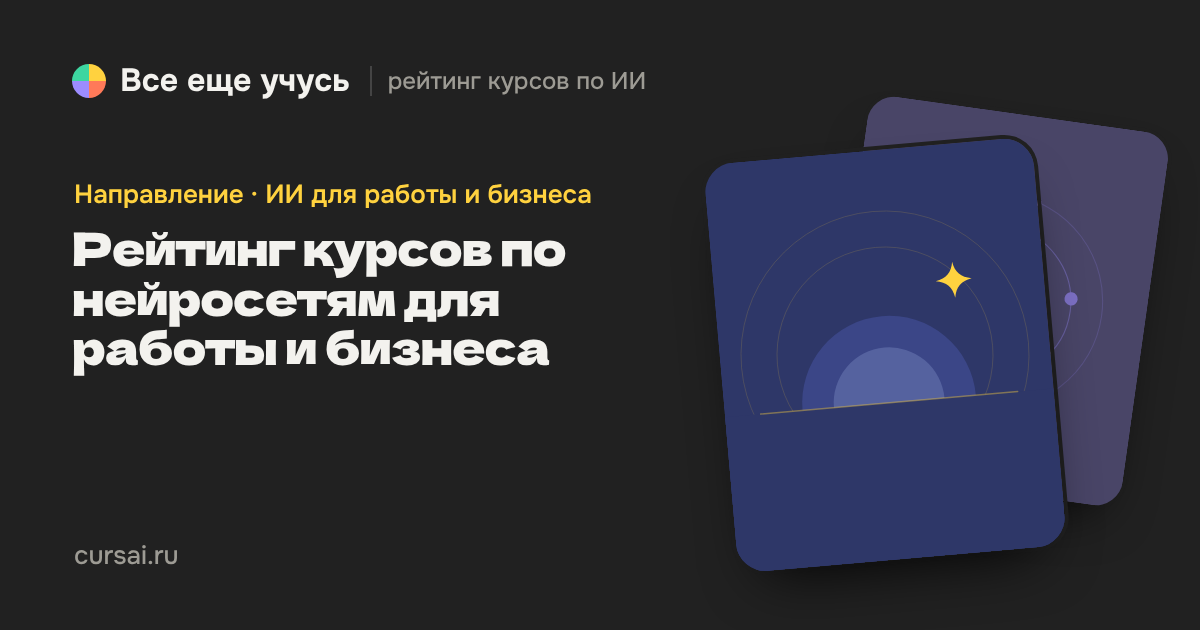 Все еще учусь
рейтинг курсов по ИИ
Направление · ИИ для работы и бизнеса
Рейтинг курсов по
нейросетям для
работы и бизнеса
cursai.ru